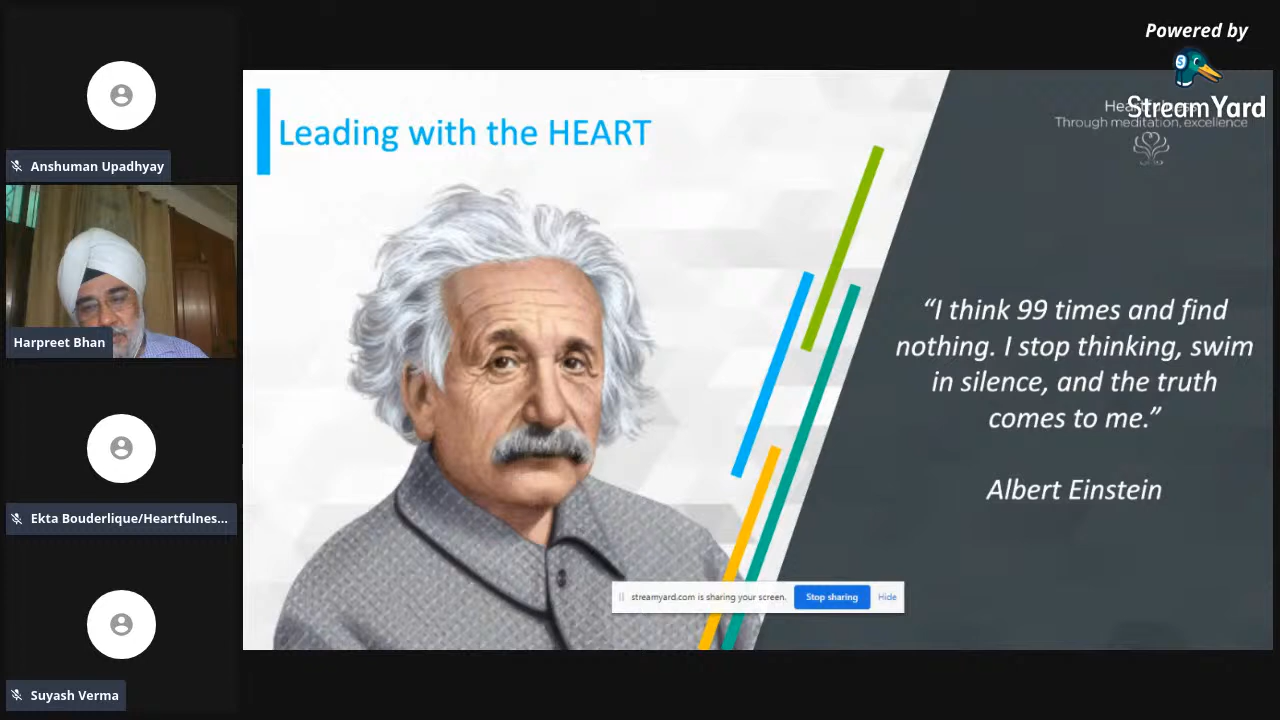 Powered by
StreamYard
Anshuman Upadhyay
Harpreet Bhan
Ekta Bouderlique/Heartfulnes...
Suyash Verma
Leading with the HEART
Through meditation, excellence
“I think 99 times and find
nothing. I stop thinking, swim
in silence, and the truth
comes to me.”
Albert Einstein
streamyard.com is sharing your screen.
Stop sharing
Hide